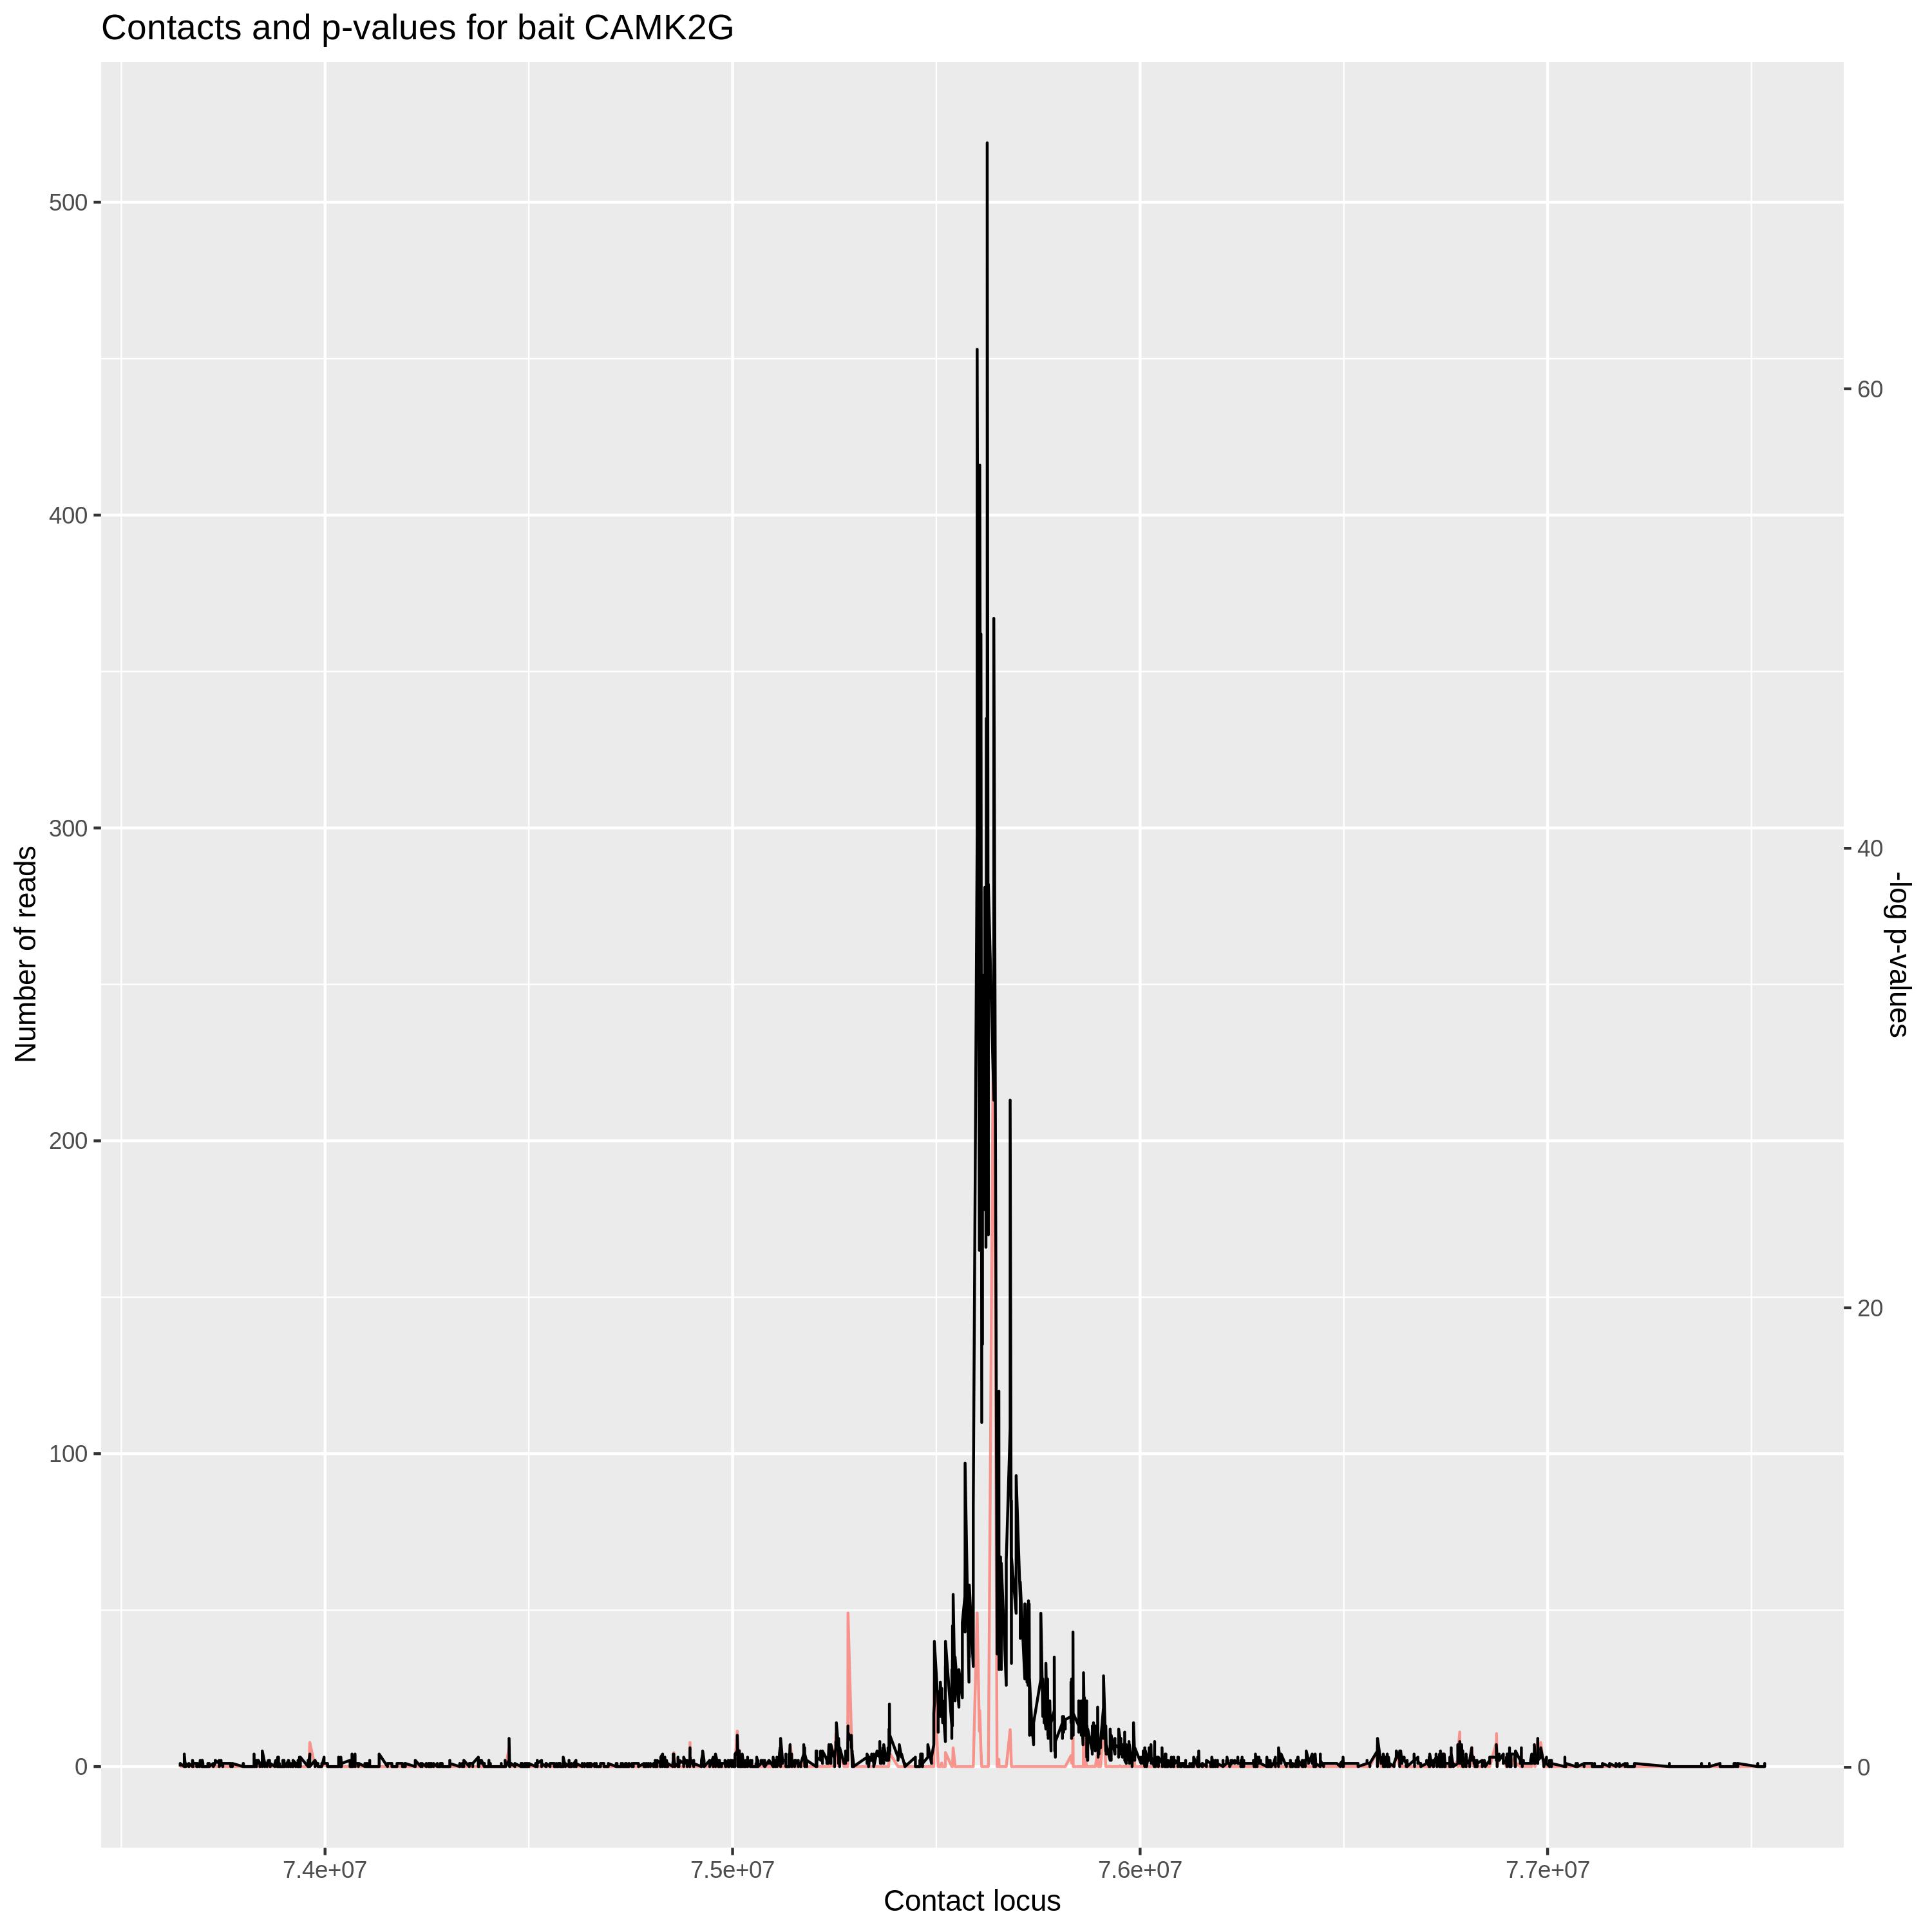 Contacts and p-values for bait CAMK2G
500
400
300
200
100
0
Number of reads
60
40
20
0
-log p-values
7.4e+07
7.5e+07
7.6e+07
7.7e+07
Contact locus